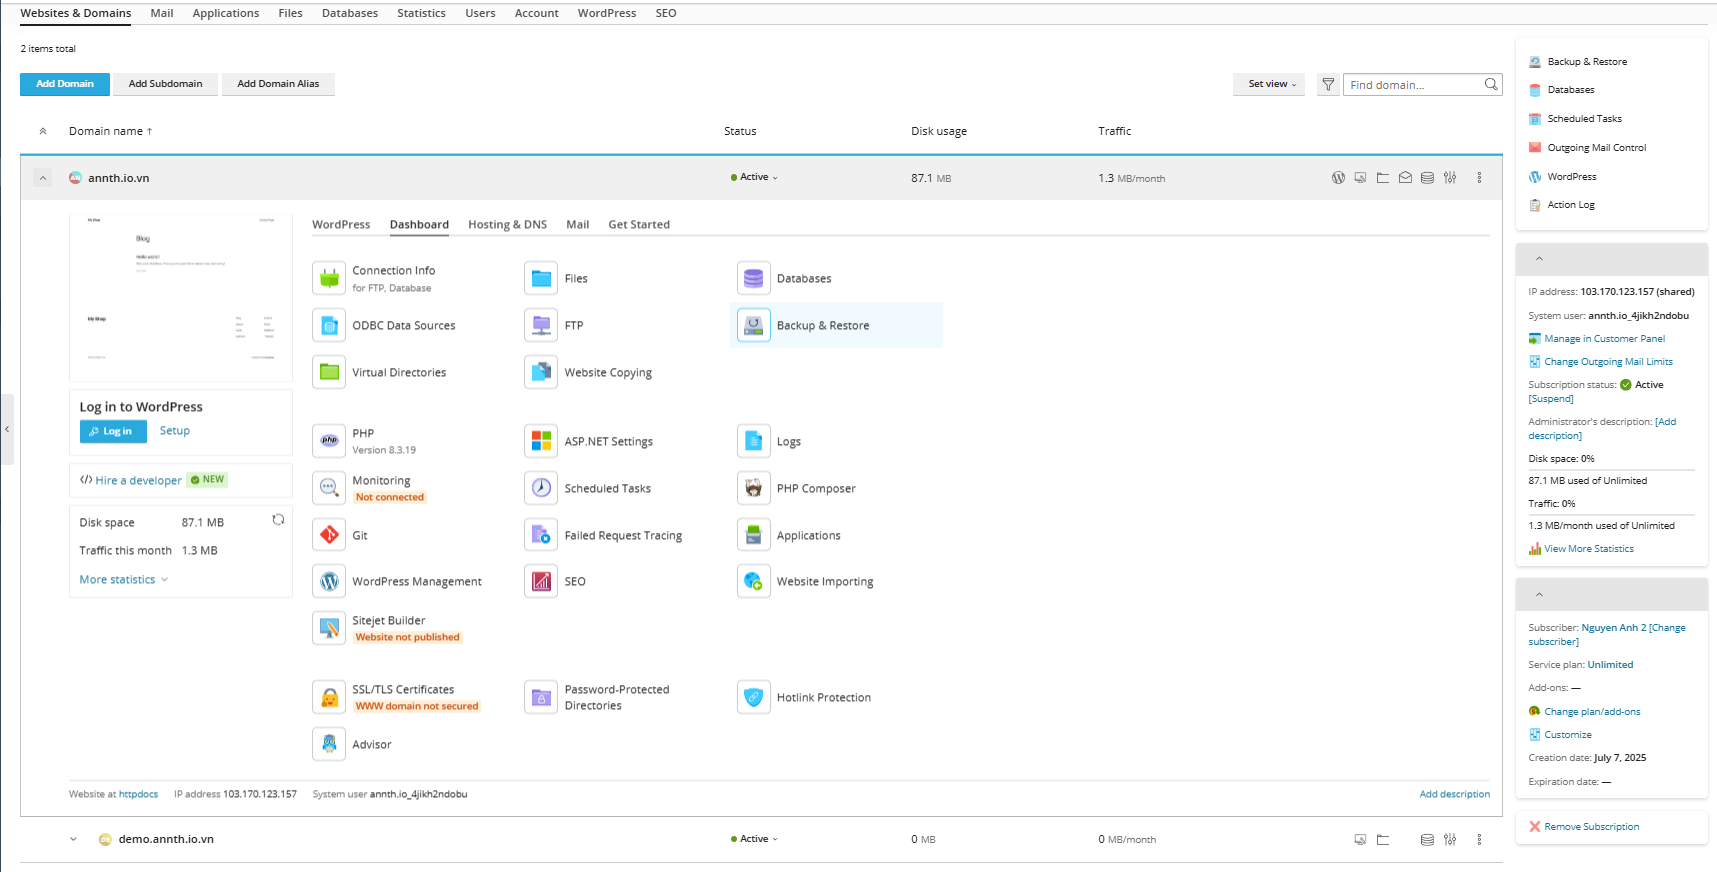 Websites & Domains Mail Applications Files Databases Statistics Users Account WordPress SEO
2 items total
Add Domain Add Subdomain Add Domain Alias Set view Find domain...
Domain name ↑ Status Disk usage Traffic
annth.io.vn Active 87.1 MB 1.3 MB/month
My Shop
Blog
Hello world!
My Shop
WordPress Dashboard Hosting & DNS Mail Get Started
Connection Info
for FTP, Database
Files
Databases
ODBC Data Sources
FTP
Backup & Restore
Virtual Directories
Website Copying
Log in to WordPress
Log in Setup
</> Hire a developer NEW
Disk space 87.1 MB
Traffic this month 1.3 MB
More statistics
PHP
Version 8.3.19
ASP.NET Settings
Logs
Monitoring
Not connected
Scheduled Tasks
PHP Composer
Git
Failed Request Tracing
Applications
WordPress Management
SEO
Website Importing
Sitejet Builder
Website not published
SSL/TLS Certificates
WWW domain not secured
Password-Protected
Directories
Hotlink Protection
Advisor
Website at httpdocs IP address 103.170.123.157 System user annth.io_4jikh2ndobu Add description
demo.annth.io.vn Active 0 MB 0 MB/month
Backup & Restore
Databases
Scheduled Tasks
Outgoing Mail Control
WordPress
Action Log
IP address: 103.170.123.157 (shared)
System user: annth.io_4jikh2ndobu
Manage in Customer Panel
Change Outgoing Mail Limits
Subscription status: Active
[Suspend]
Administrator's description: [Add
description]
Disk space: 0%
87.1 MB used of Unlimited
Traffic: 0%
1.3 MB/month used of Unlimited
View More Statistics
Subscriber: Nguyen Anh 2 [Change
subscriber]
Service plan: Unlimited
Add-ons: —
Change plan/add-ons
Customize
Creation date: July 7, 2025
Expiration date: —
Remove Subscription